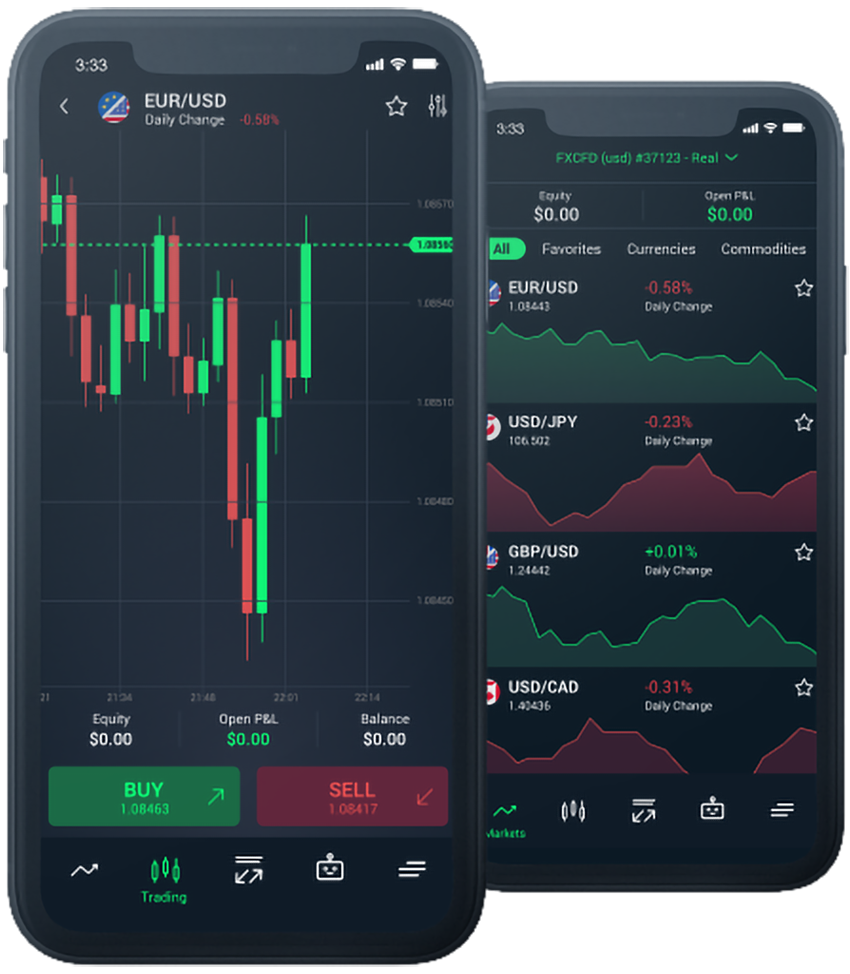 3:33
EUR/USD
Daily Change -0.58%
1.08570
1.08540
1.08510
1.08480
1.08450
21:34
21:48
22:01
22:14
Equity
Open P&L
Balance
$0.00
$0.00
$0.00
BUY
1.08463
SELL
1.08417
Trading
3:33
FXCFD (usd) #37123 - Real
Equity
Open P&L
$0.00
$0.00
All
Favorites
Currencies
Commodities
EUR/USD
-0.58%
1.08443
Daily Change
USD/JPY
-0.23%
106.502
Daily Change
GBP/USD
+0.01%
1.24442
Daily Change
USD/CAD
-0.31%
1.40436
Daily Change
Markets